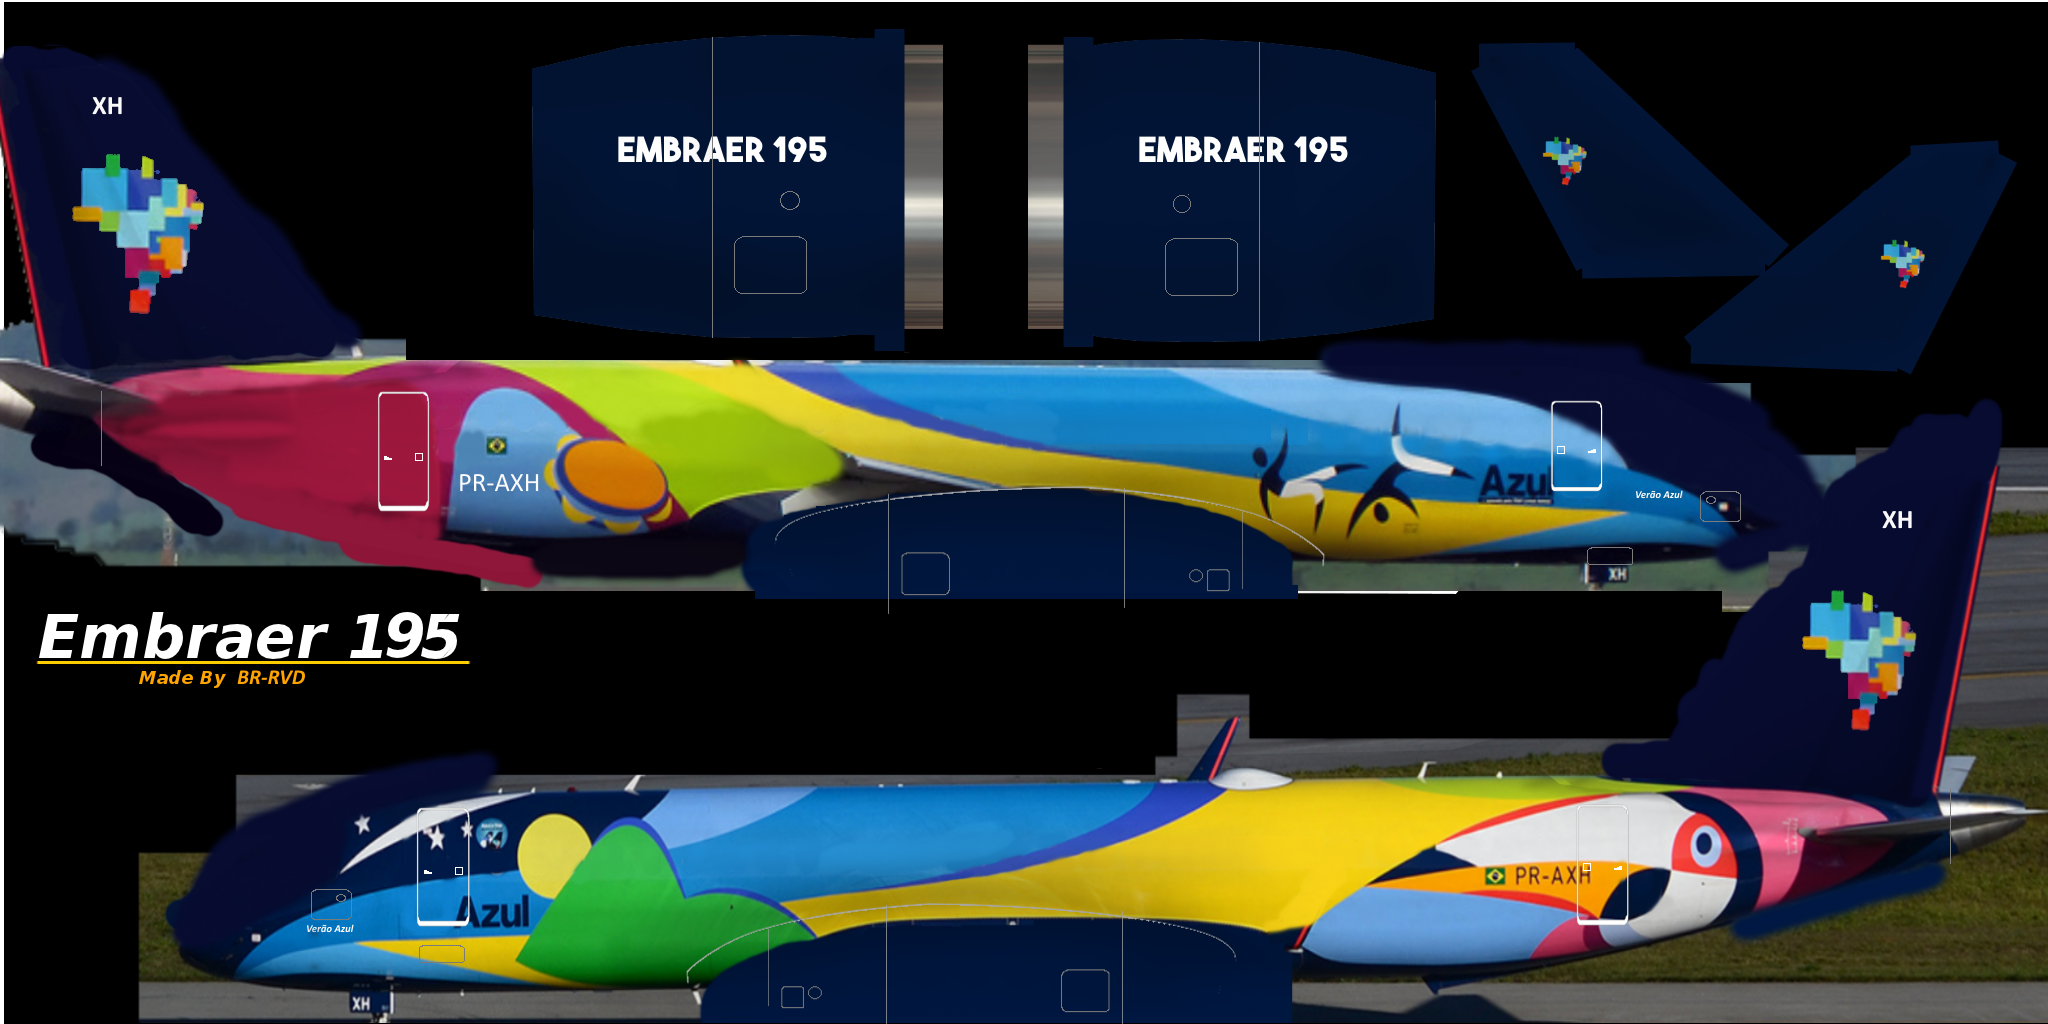 XH
EMBRAER 195
EMBRAER 195
PR-AXH
Azul
Verão Azul
XH
XH
Embraer 195
Made By BR-RVD
PR-AXH
Azul
Verão Azul
XH